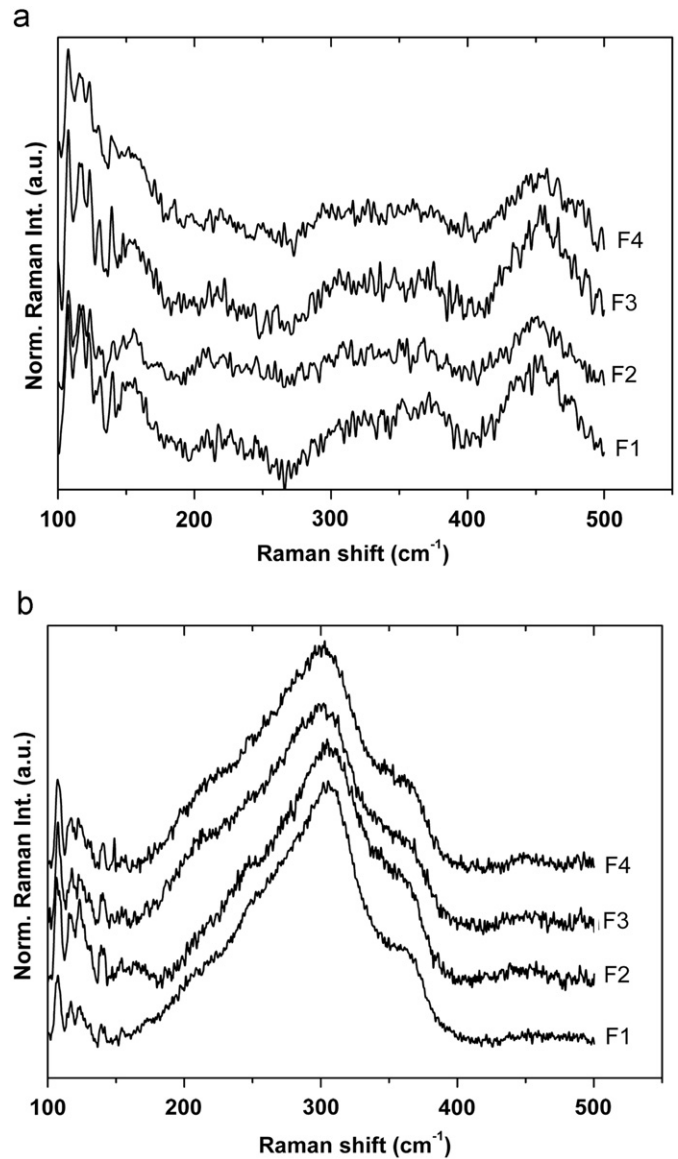 a
Norm. Raman Int. (a.u.)
F4
F3
F2
F1
100 200 300 400 500
Raman shift (cm⁻¹)
b
Norm. Raman Int. (a.u.)
F4
F3
F2
F1
100 200 300 400 500
Raman shift (cm⁻¹)